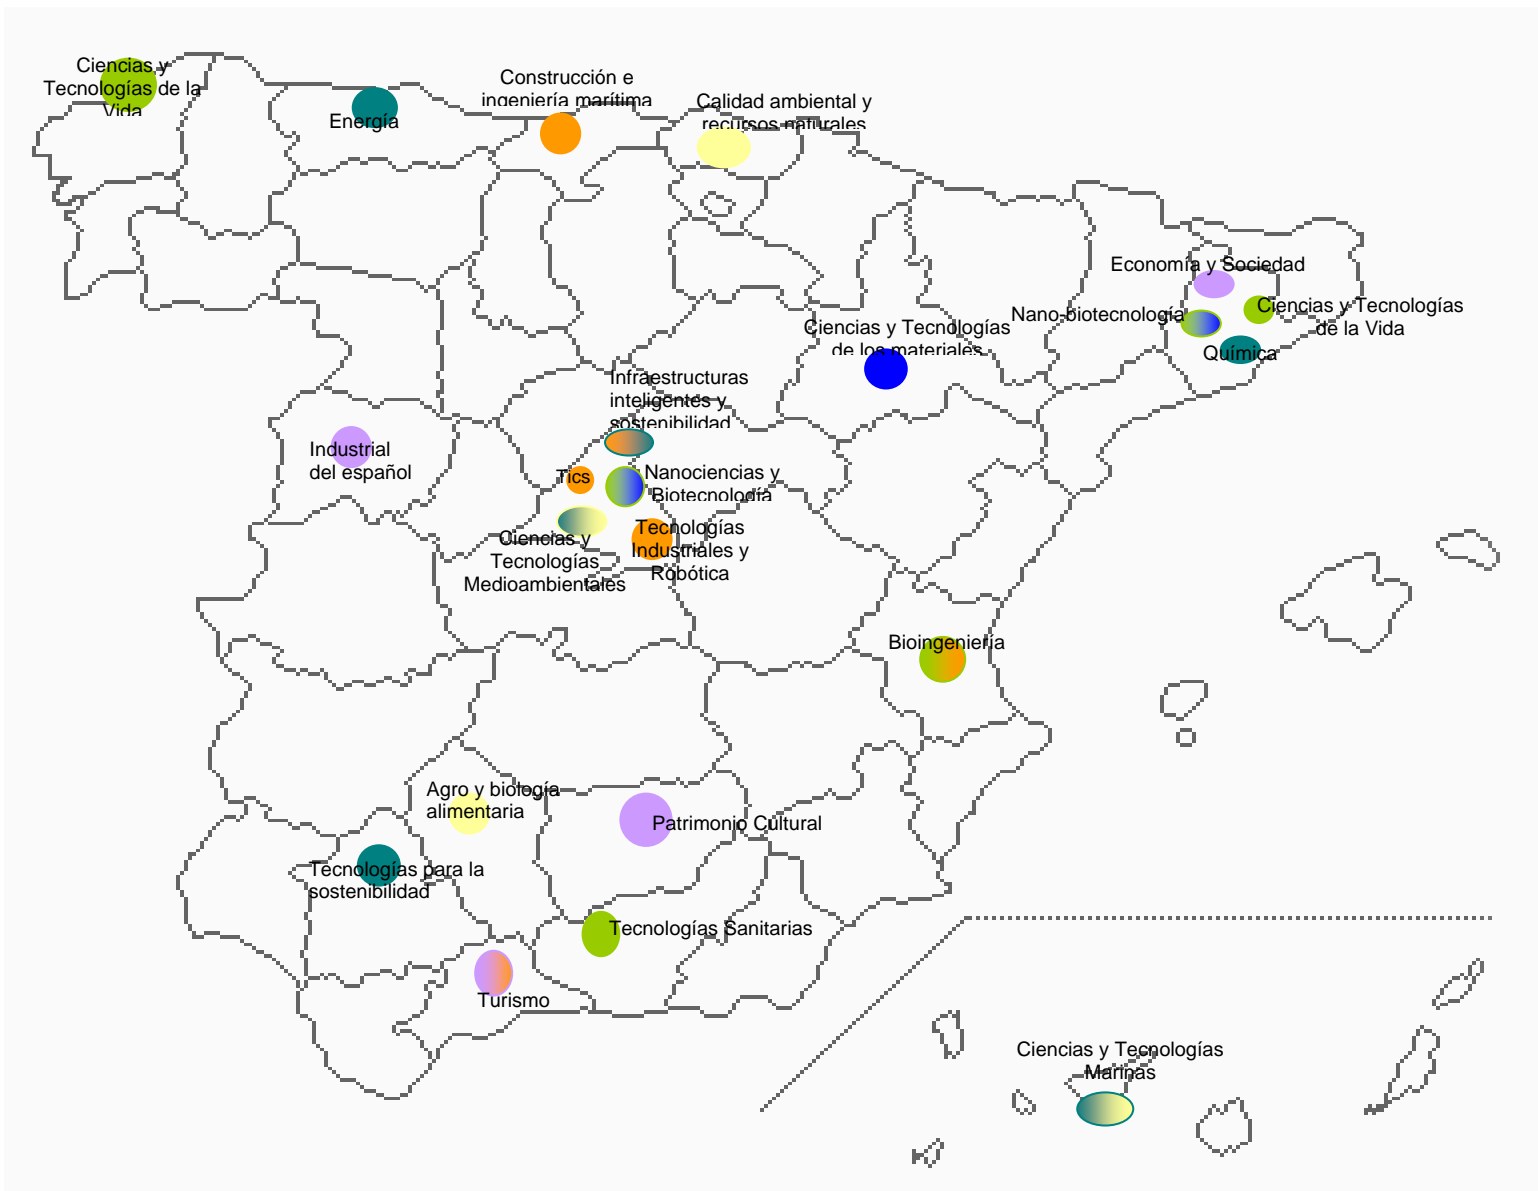 Ciencias y
Tecnologías de la
Vida
Energía
Construcción e
ingeniería marítima
Calidad ambiental y
recursos naturales
Economía y Sociedad
Nano-biotecnología
Ciencias y Tecnologías
de la Vida
Química
Ciencias y Tecnologías
de los materiales
Infraestructuras
inteligentes y
sostenibilidad
Industrial
del español
Tics
Nanociencias y
Biotecnología
Ciencias y
Tecnologías
Medioambientales
Tecnologías
Industriales y
Robótica
Bioingeniería
Agro y biología
alimentaria
Patrimonio Cultural
Tecnologías para la
sostenibilidad
Tecnologías Sanitarias
Turismo
Ciencias y Tecnologías
Marinas